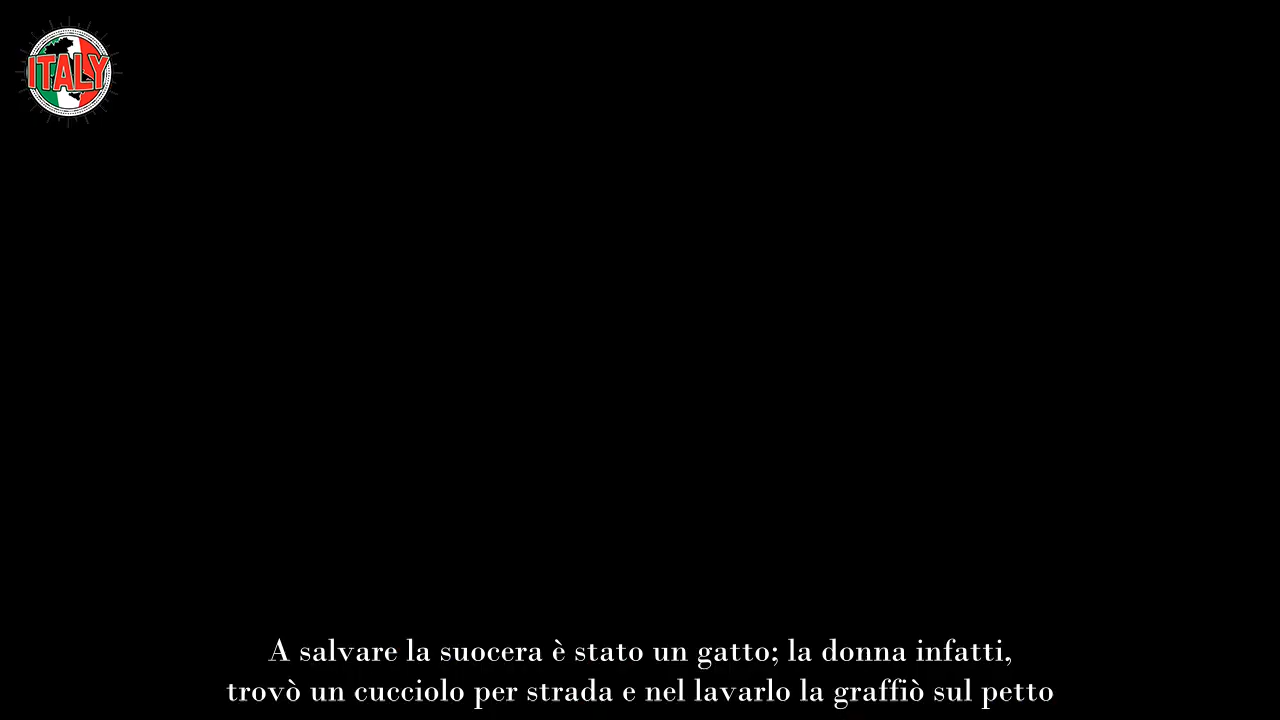 ITALY
A salvare la suocera è stato un gatto; la donna infatti,
trovò un cucciolo per strada e nel lavarlo la graffiò sul petto